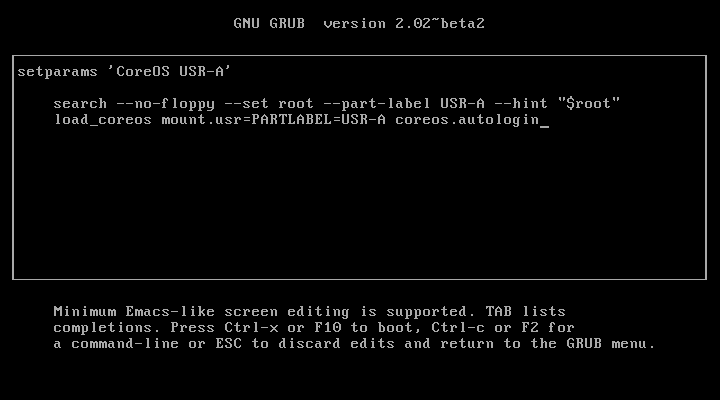 GNU GRUB  version 2.02~beta2
setparams 'CoreOS USR-A'
search --no-floppy --set root --part-label USR-A --hint "$root"
load_coreos mount.usr=PARTLABEL=USR-A coreos.autologin_
Minimum Emacs-like screen editing is supported. TAB lists
completions. Press Ctrl-x or F10 to boot, Ctrl-c or F2 for
a command-line or ESC to discard edits and return to the GRUB menu.